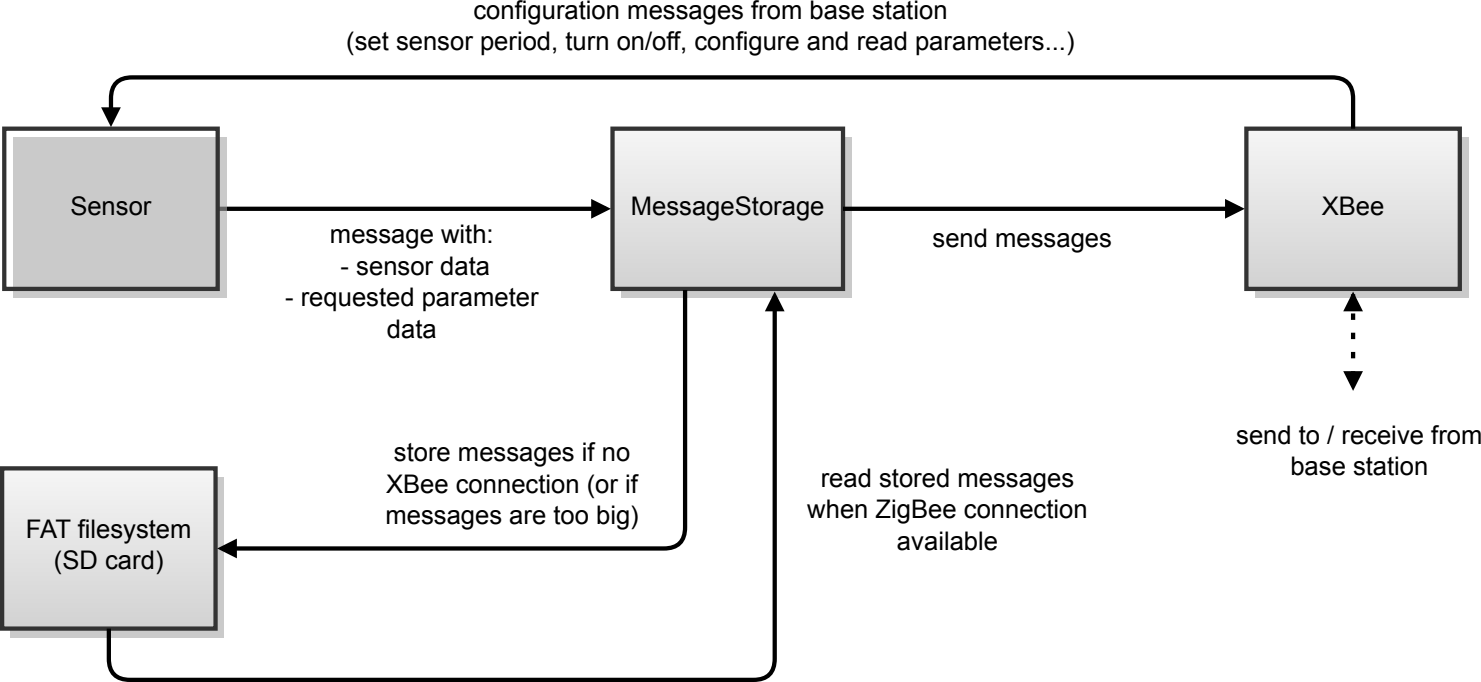 configuration messages from base station
(set sensor period, turn on/off, configure and read parameters...)
Sensor
MessageStorage
XBee
message with:
- sensor data
- requested parameter
data
send messages
send to / receive from
base station
store messages if no
XBee connection (or if
messages are too big)
read stored messages
when ZigBee connection
available
FAT filesystem
(SD card)